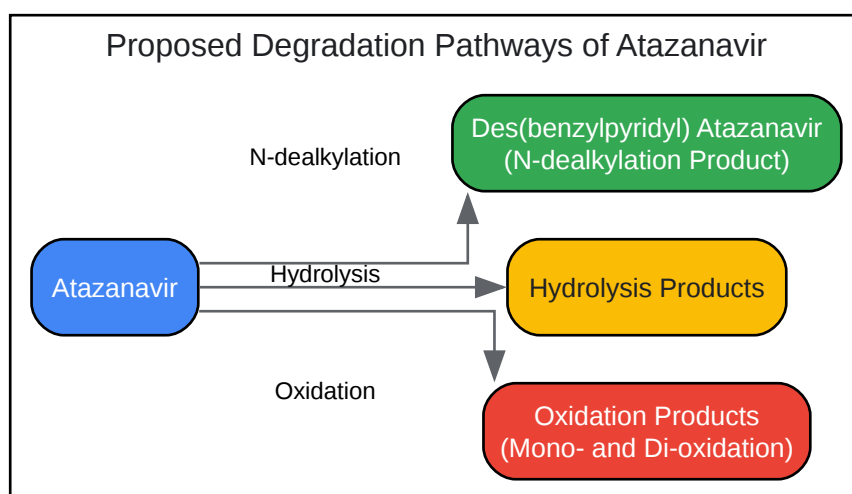 Proposed Degradation Pathways of Atazanavir
Des(benzylpyridyl) Atazanavir
(N-dealkylation Product)
N-dealkylation
Atazanavir
Hydrolysis
Hydrolysis Products
Oxidation
Oxidation Products
(Mono- and Di-oxidation)